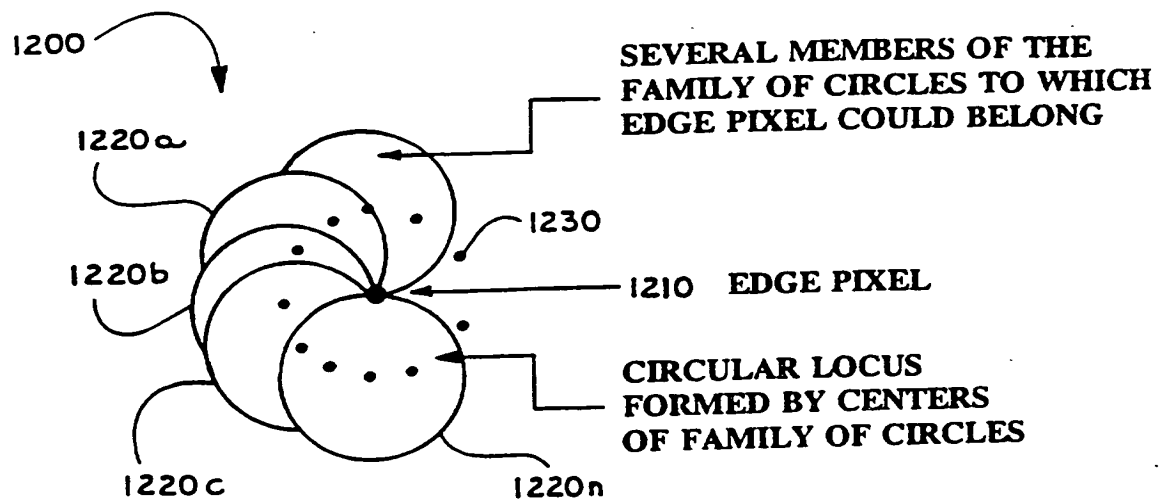 1200
SEVERAL MEMBERS OF THE
FAMILY OF CIRCLES TO WHICH
EDGE PIXEL COULD BELONG
1220a
1230
1220b
1210 EDGE PIXEL
CIRCULAR LOCUS
FORMED BY CENTERS
OF FAMILY OF CIRCLES
1220c
1220n